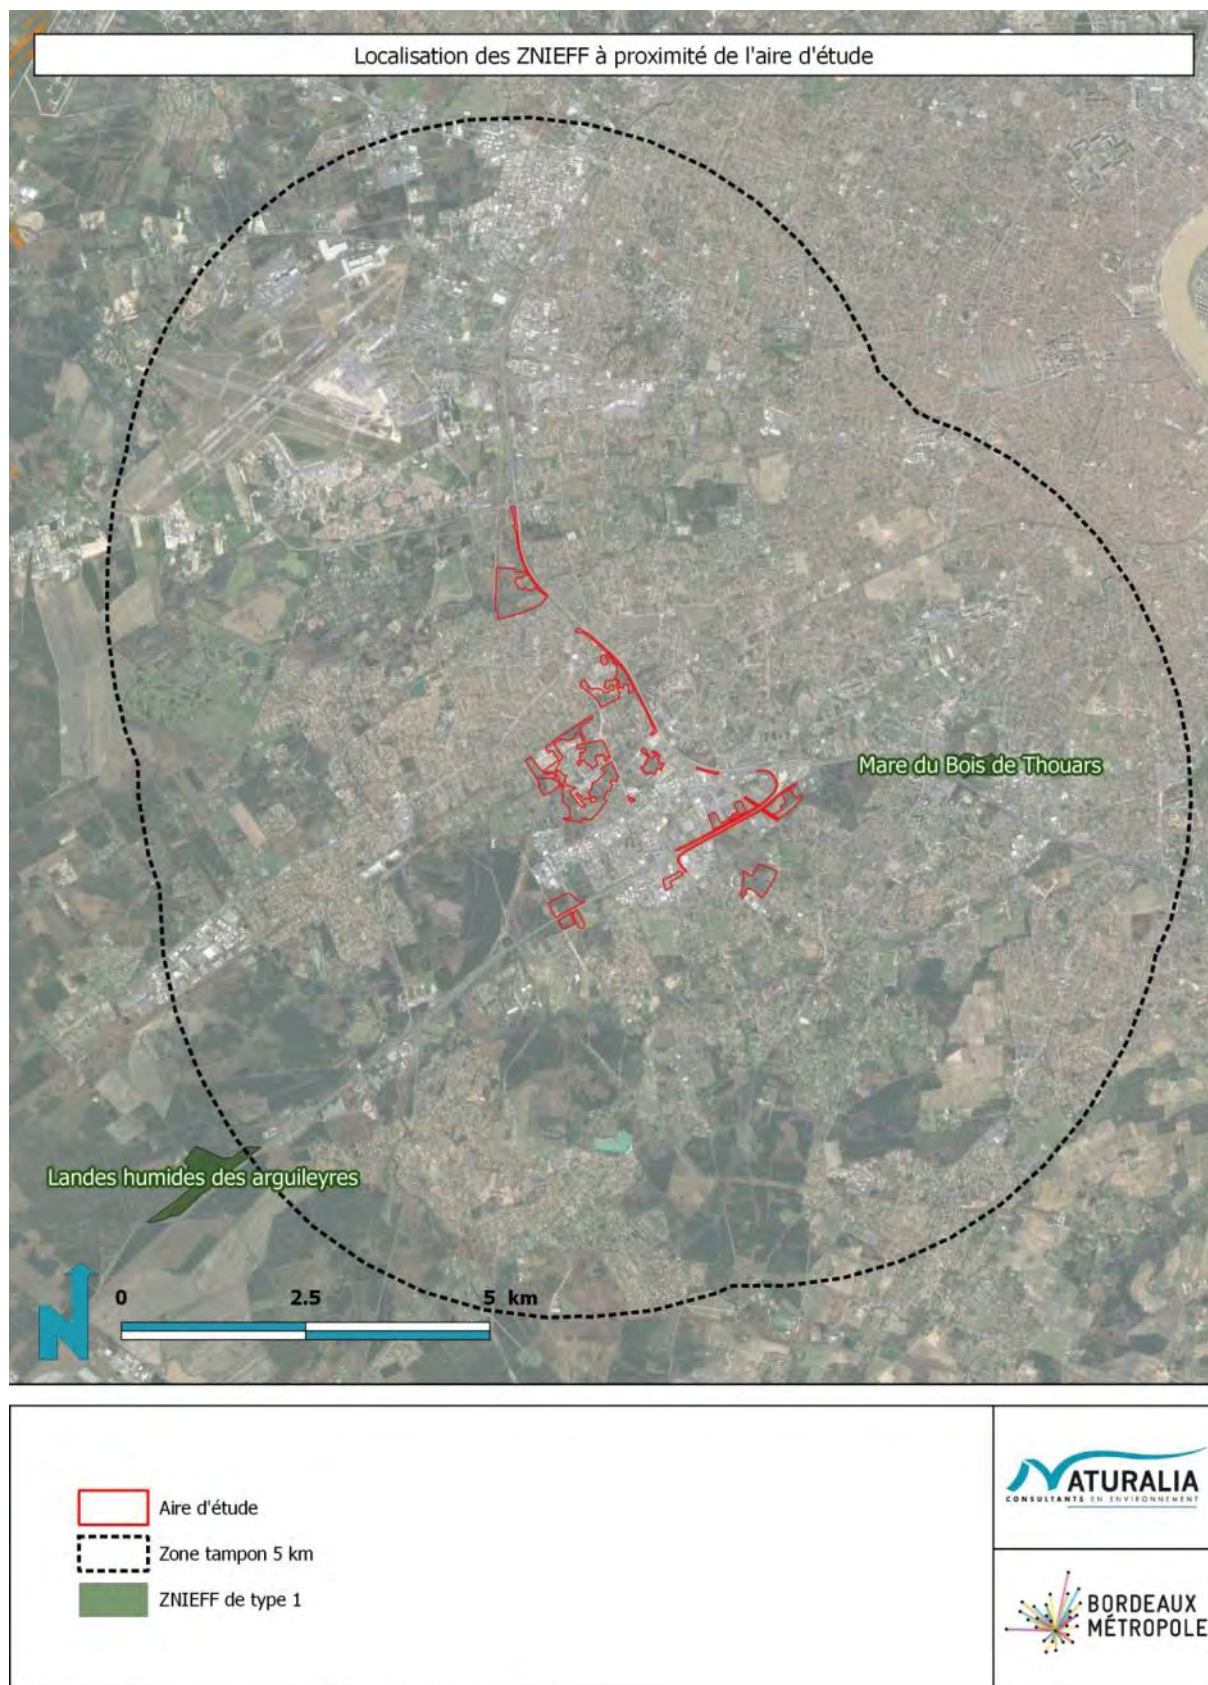 Localisation des ZNIEFF à proximité de l'aire d'étude
Mare du Bois de Thouars
Landes humides des arguileyres
N
0 2.5 5 km
Aire d'étude
Zone tampon 5 km
ZNIEFF de type 1
NATURALIA
CONSULTANTS EN ENVIRONNEMENT
BORDEAUX
MÉTROPOLE